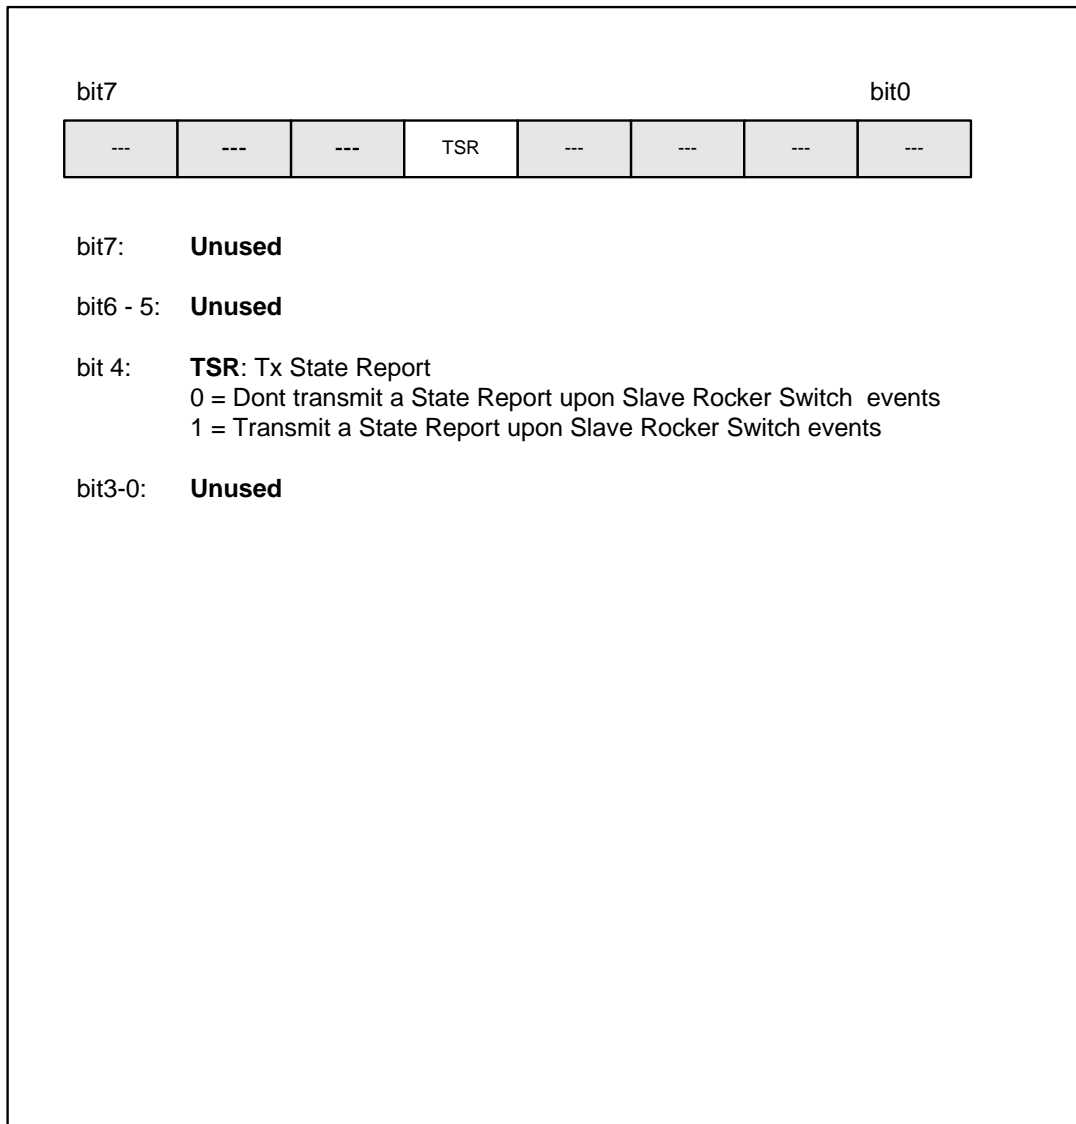 bit7 bit0
--- --- --- TSR --- --- --- ---
bit7: Unused
bit6 - 5: Unused
bit 4: TSR: Tx State Report
0 = Dont transmit a State Report upon Slave Rocker Switch  events
1 = Transmit a State Report upon Slave Rocker Switch events
bit3-0: Unused